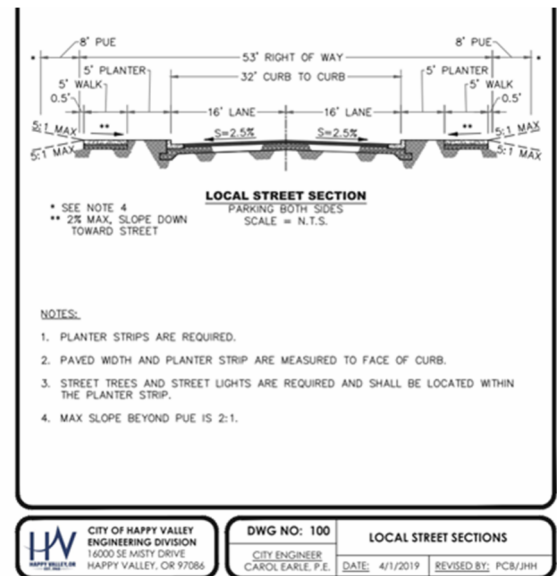 8' PUE
8' PUE
*
53' RIGHT OF WAY
*
5' PLANTER
32' CURB TO CURB
5' PLANTER
5' WALK
5' WALK
0.5'
16' LANE
16' LANE
0.5'
5:1 MAX
**
S=2.5%
S=2.5%
**
5:1 MAX
5:1 MAX
5:1 MAX
LOCAL STREET SECTION
PARKING BOTH SIDES
SCALE = N.T.S.
* SEE NOTE 4
** 2% MAX, SLOPE DOWN
TOWARD STREET
NOTES:
1. PLANTER STRIPS ARE REQUIRED.
2. PAVED WIDTH AND PLANTER STRIP ARE MEASURED TO FACE OF CURB.
3. STREET TREES AND STREET LIGHTS ARE REQUIRED AND SHALL BE LOCATED WITHIN
THE PLANTER STRIP.
4. MAX SLOPE BEYOND PUE IS 2:1.
HV
HAPPY VALLEY, OR
CITY OF HAPPY VALLEY
ENGINEERING DIVISION
16000 SE MISTY DRIVE
HAPPY VALLEY, OR 97086
DWG NO: 100
CITY ENGINEER
CAROL EARLE, P.E.
LOCAL STREET SECTIONS
DATE: 4/1/2019
REVISED BY: PCB/JHH